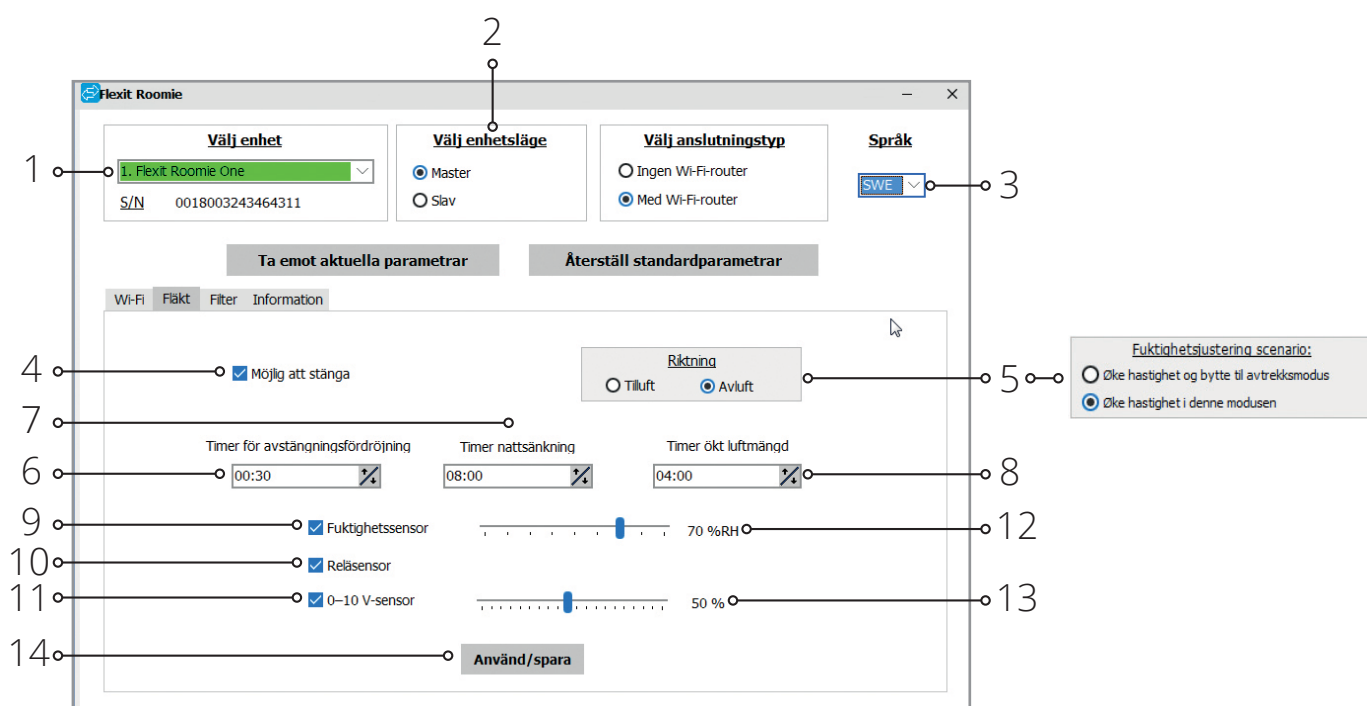 2
Flexit Roomie
Välj enhet
Välj enhetsläge
Välj anslutningstyp
Språk
1
1. Flexit Roomie One
Master
Ingen Wi-Fi-router
SWE
3
S/N 0018003243464311
Slav
Med Wi-Fi-router
Ta emot aktuella parametrar
Återställ standardparametrar
Wi-Fi Fläkt Filter Information
4
Möjlig att stänga
Riktning
Tilluft Avluft
5
Fuktighetsjustering scenario:
Øke hastighet og bytte til avtrekksmodus
Øke hastighet i denne modusen
7
Timer för avstängningsfördröjning
Timer nattsänkning
Timer ökt luftmängd
6
00:30
08:00
04:00
8
9
Fuktighetssensor
70 %RH
12
10
Reläsensor
11
0–10 V-sensor
50 %
13
14
Använd/spara